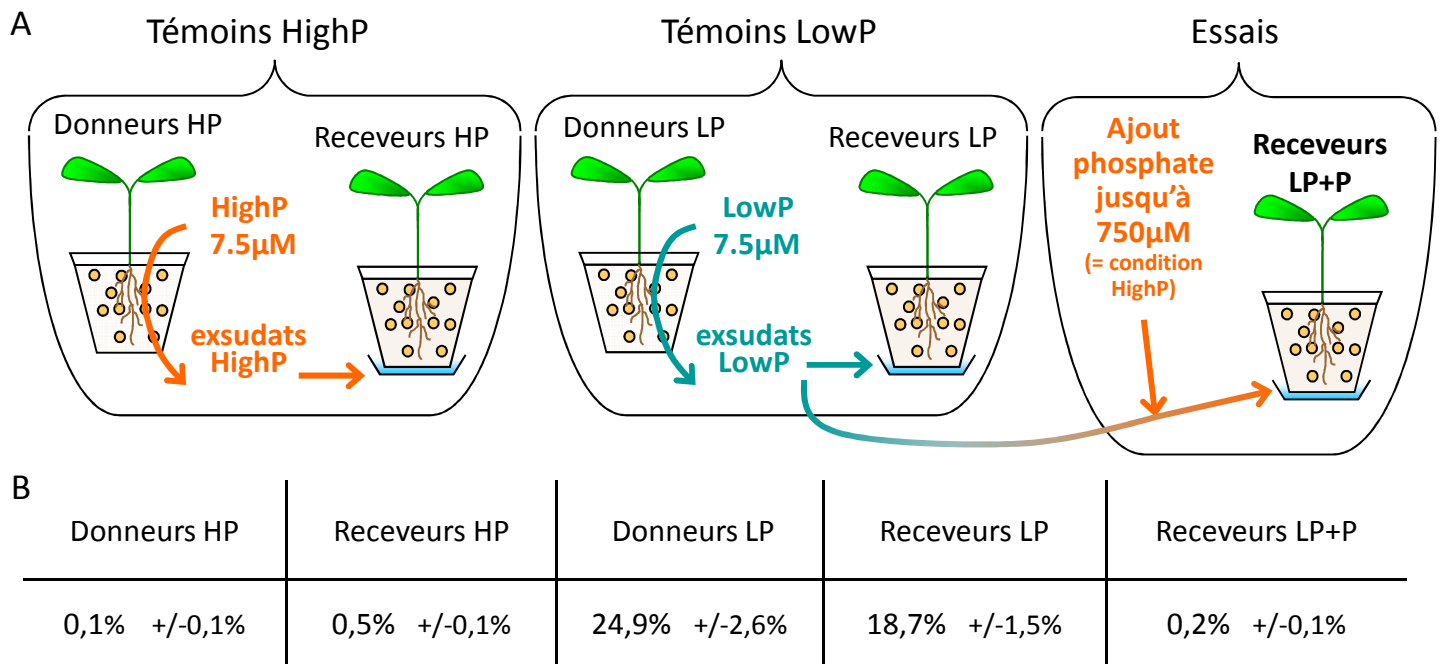 A
Témoins HighP
Témoins LowP
Essais
Donneurs HP
Receveurs HP
HighP
7.5µM
exsudats
HighP
Donneurs LP
Receveurs LP
LowP
7.5µM
exsudats
LowP
Ajout
phosphate
jusqu'à
750µM
(= condition
HighP)
Receveurs
LP+P
B
Donneurs HP
Receveurs HP
Donneurs LP
Receveurs LP
Receveurs LP+P
0,1% +/-0,1%
0,5% +/-0,1%
24,9% +/-2,6%
18,7% +/-1,5%
0,2% +/-0,1%